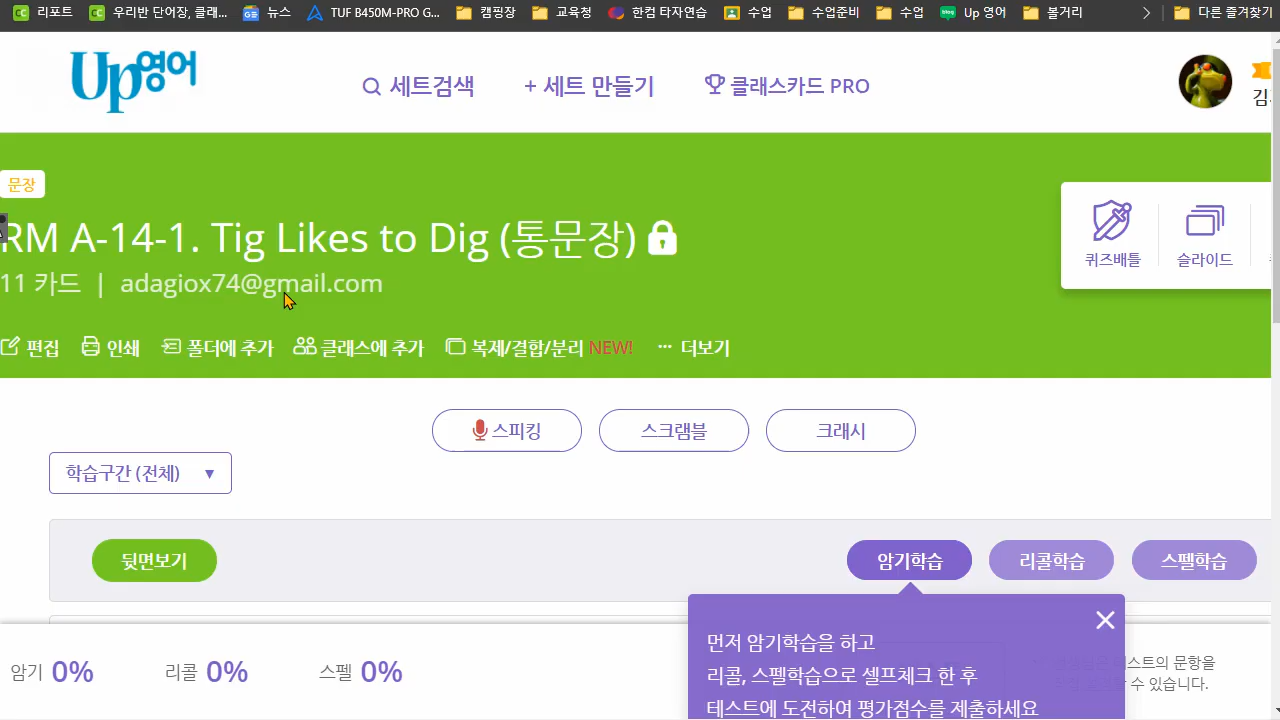 리포트 우리반 단어장, 클래... 뉴스 TUF B450M-PRO G... 캠핑장 교육청 한컴 타자연습 수업 수업준비 수업 Up 영어 볼거리 다른 즐겨찾기
Up영어 세트검색 + 세트 만들기 클래스카드 PRO
김
문장
RM A-14-1. Tig Likes to Dig (통문장)
11 카드 | adagiox74@gmail.com
퀴즈배틀 슬라이드
편집 인쇄 폴더에 추가 클래스에 추가 복제/결합/분리 NEW! ··· 더보기
스피킹 스크램블 크래시
학습구간 (전체) ▼
뒷면보기 암기학습 리콜학습 스펠학습
먼저 암기학습을 하고
리콜, 스펠학습으로 셀프체크 한 후
테스트에 도전하여 평가점수를 제출하세요
암기 0% 리콜 0% 스펠 0%
스트의 문항을
수 있습니다.